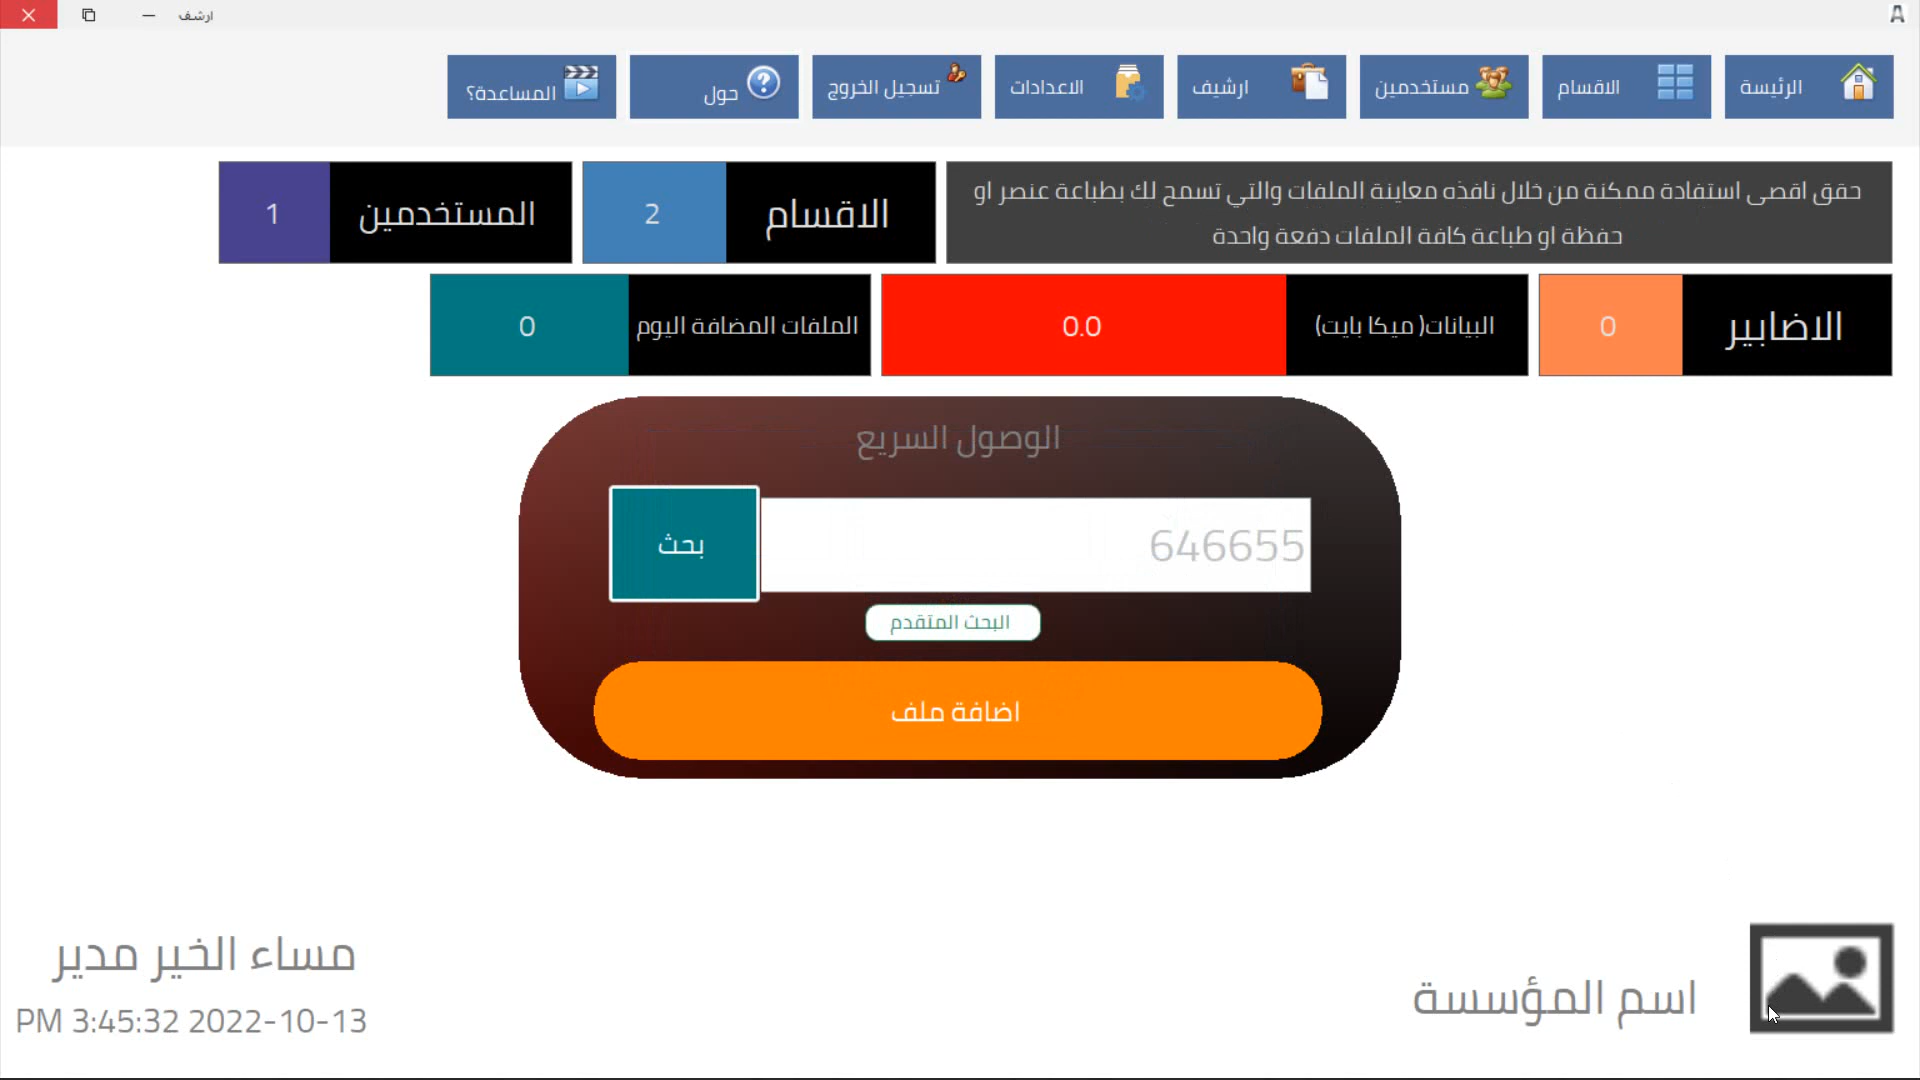 ارشف
الرئيسة
الاقسام
مستخدمين
ارشيف
الاعدادات
تسجيل الخروج
حول
المساعدة؟
حقق اقصى استفادة ممكنة من خلال نافذه معاينة الملفات والتي تسمح لك بطباعة عنصر او
حفظة او طباعة كافة الملفات دفعة واحدة
الاقسام
2
المستخدمين
1
الاضابير
0
البيانات( ميكا بايت)
0.0
الملفات المضافة اليوم
0
الوصول السريع
646655
بحث
البحث المتقدم
اضافة ملف
اسم المؤسسة
مساء الخير مدير
PM 3:45:32 2022-10-13